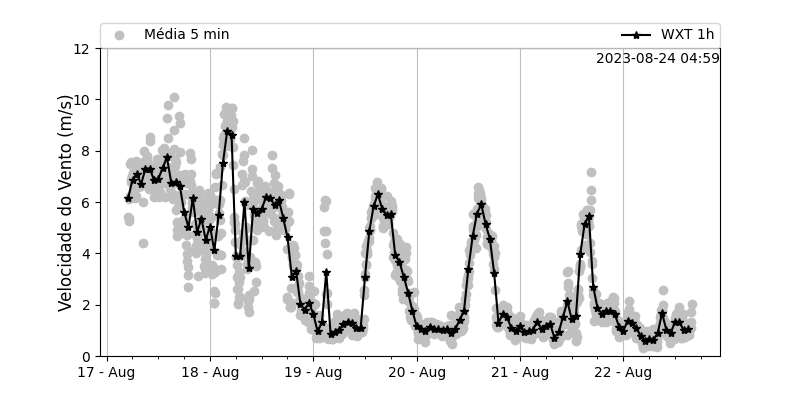 Média 5 min
WXT 1h
2023-08-24 04:59
Velocidade do Vento (m/s)
12
10
8
6
4
2
0
17 - Aug
18 - Aug
19 - Aug
20 - Aug
21 - Aug
22 - Aug